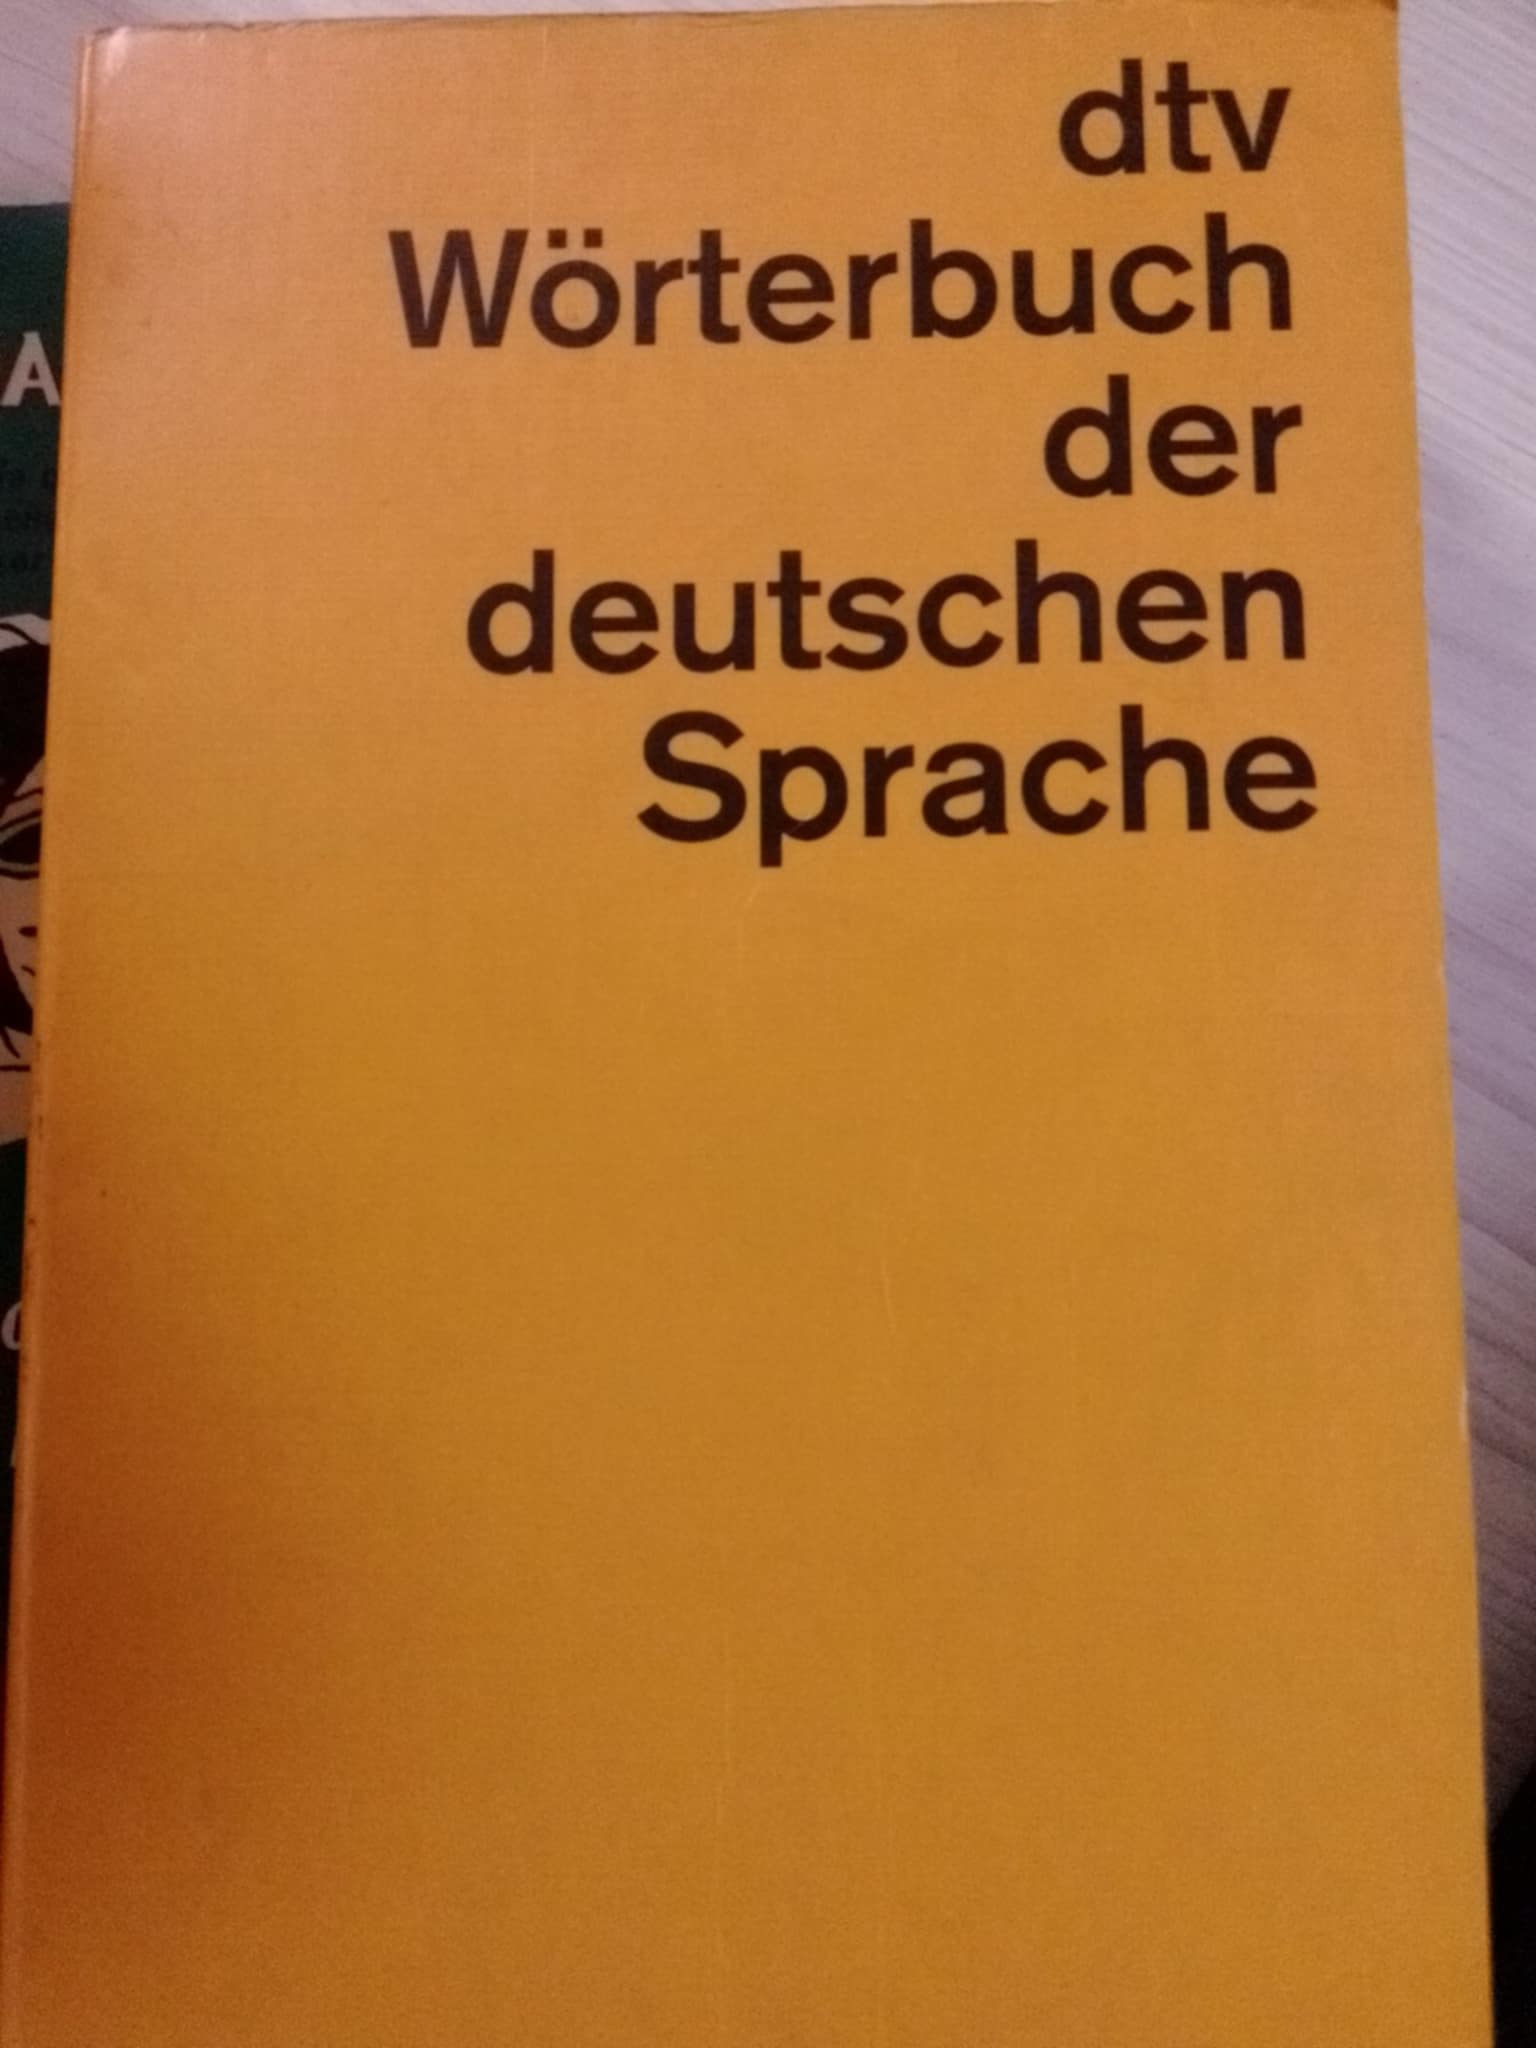 dtv
Wörterbuch
der
deutschen
Sprache
A